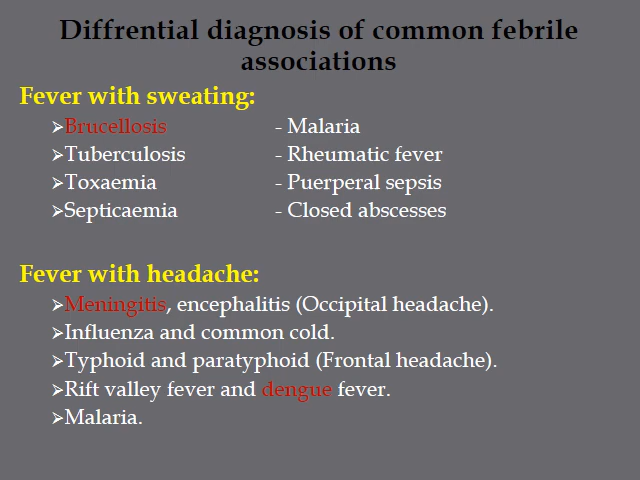 Diffrential diagnosis of common febrile
associations
Fever with sweating:
➢Brucellosis - Malaria
➢Tuberculosis - Rheumatic fever
➢Toxaemia - Puerperal sepsis
➢Septicaemia - Closed abscesses
Fever with headache:
➢Meningitis, encephalitis (Occipital headache).
➢Influenza and common cold.
➢Typhoid and paratyphoid (Frontal headache).
➢Rift valley fever and dengue fever.
➢Malaria.